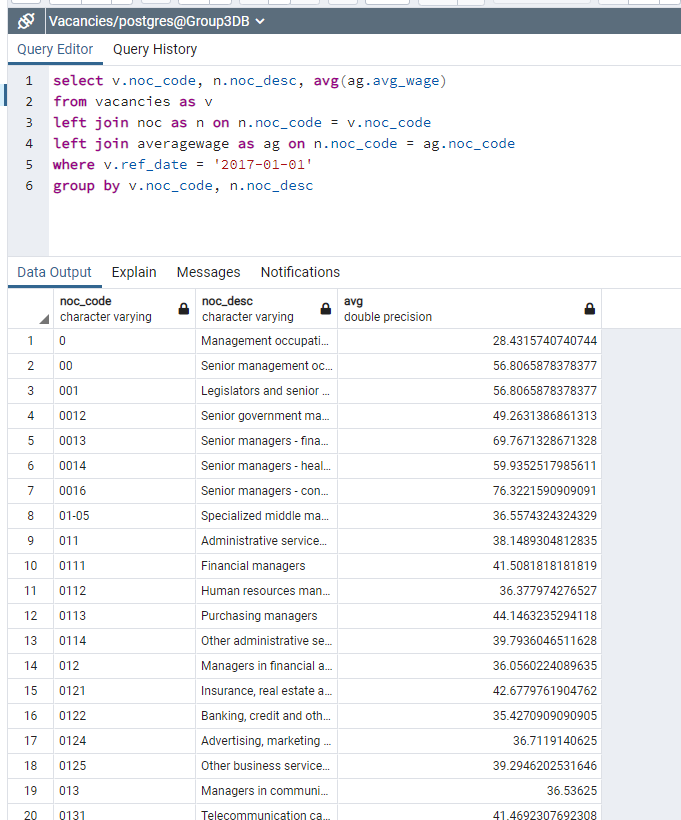 Vacancies/postgres@Group3DB
Query Editor Query History
1 select v.noc_code, n.noc_desc, avg(ag.avg_wage)
2 from vacancies as v
3 left join noc as n on n.noc_code = v.noc_code
4 left join averagewage as ag on n.noc_code = ag.noc_code
5 where v.ref_date = '2017-01-01'
6 group by v.noc_code, n.noc_desc
Data Output Explain Messages Notifications
noc_code noc_desc avg
character varying character varying double precision
1 0 Management occupati... 28.4315740740744
2 00 Senior management oc... 56.8065878378377
3 001 Legislators and senior ... 56.8065878378377
4 0012 Senior government ma... 49.2631386861313
5 0013 Senior managers - fina... 69.7671328671328
6 0014 Senior managers - heal... 59.9352517985611
7 0016 Senior managers - con... 76.3221590909091
8 01-05 Specialized middle ma... 36.5574324324329
9 011 Administrative service... 38.1489304812835
10 0111 Financial managers 41.5081818181819
11 0112 Human resources man... 36.377974276527
12 0113 Purchasing managers 44.1463235294118
13 0114 Other administrative se... 39.7936046511628
14 012 Managers in financial a... 36.0560224089635
15 0121 Insurance, real estate a... 42.6779761904762
16 0122 Banking, credit and oth... 35.4270909090905
17 0124 Advertising, marketing ... 36.7119140625
18 0125 Other business service... 39.2946202531646
19 013 Managers in communi... 36.53625
20 0131 Telecommunication ca... 41.4692307692308